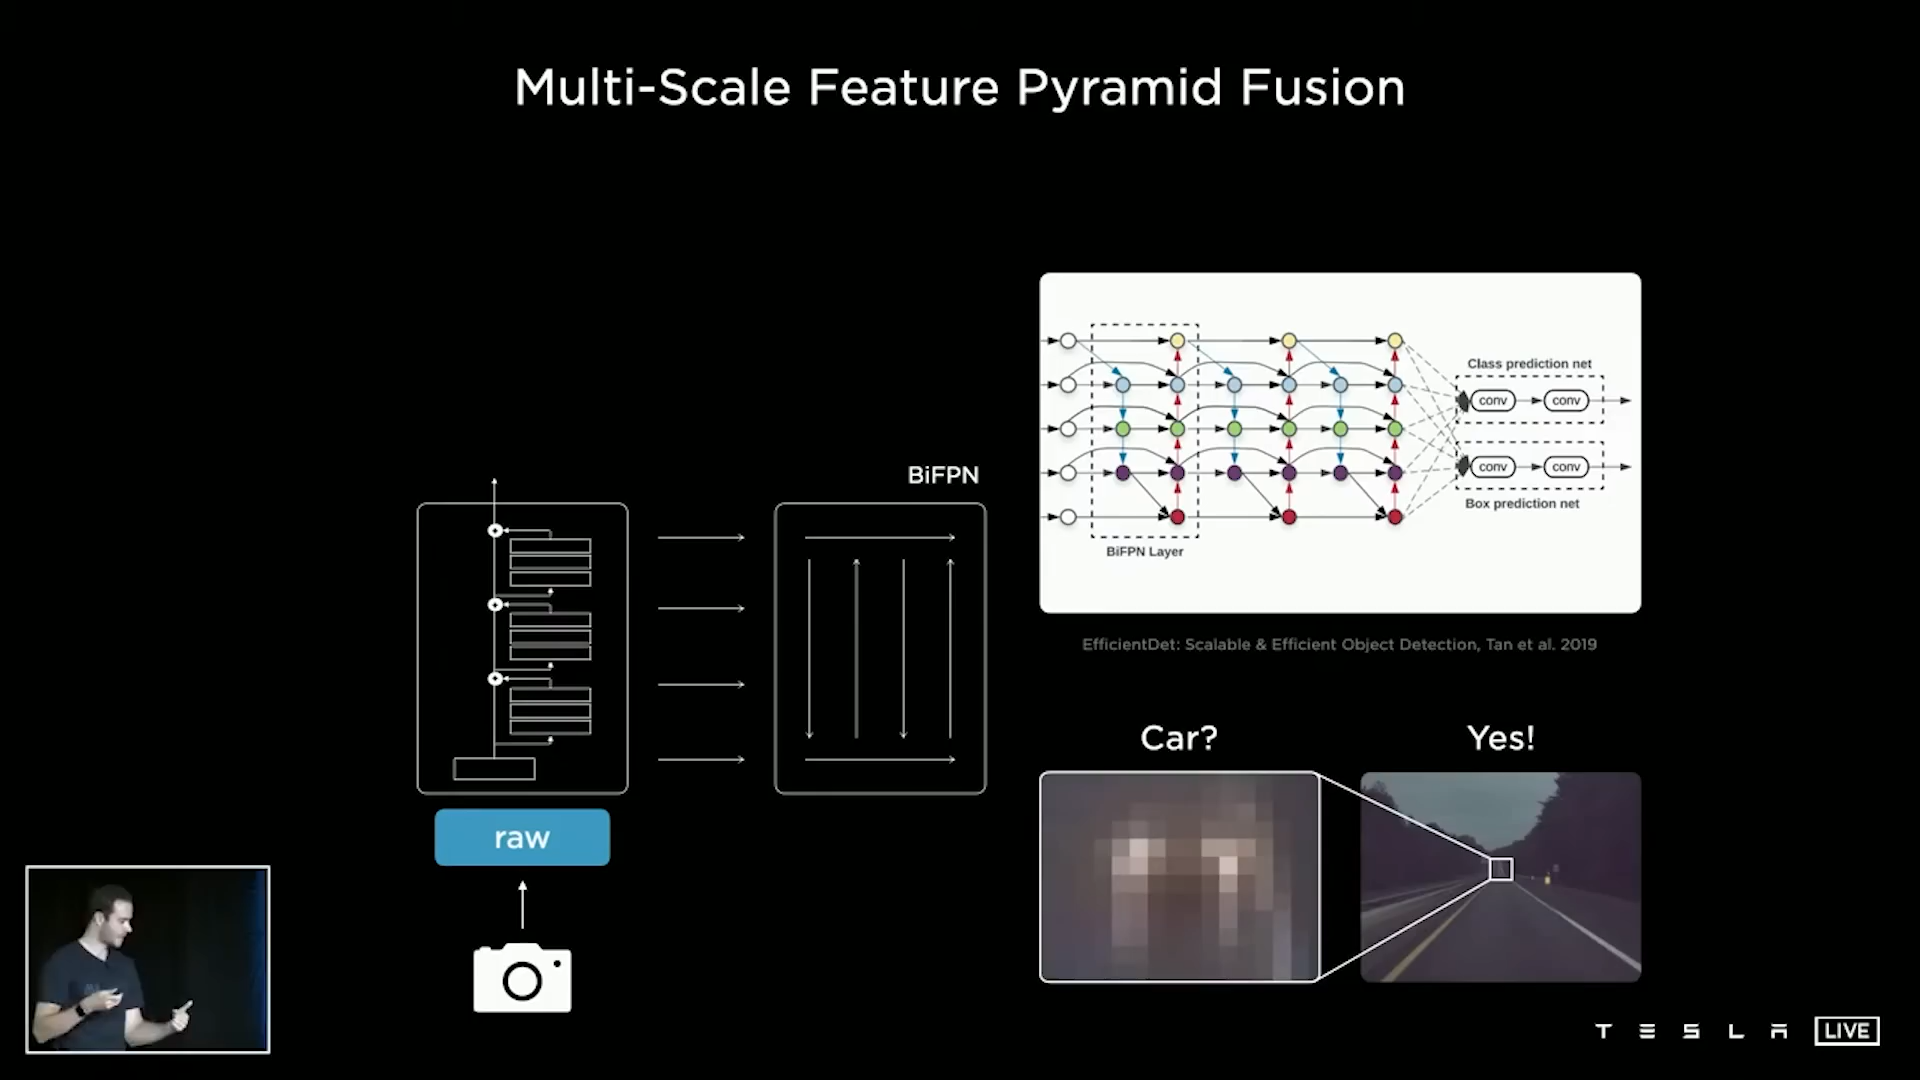 Multi-Scale Feature Pyramid Fusion
BiFPN
raw
Class prediction net
conv
conv
conv
conv
Box prediction net
BiFPN Layer
EfficientDet: Scalable & Efficient Object Detection, Tan et al. 2019
Car?
Yes!
TESLA LIVE